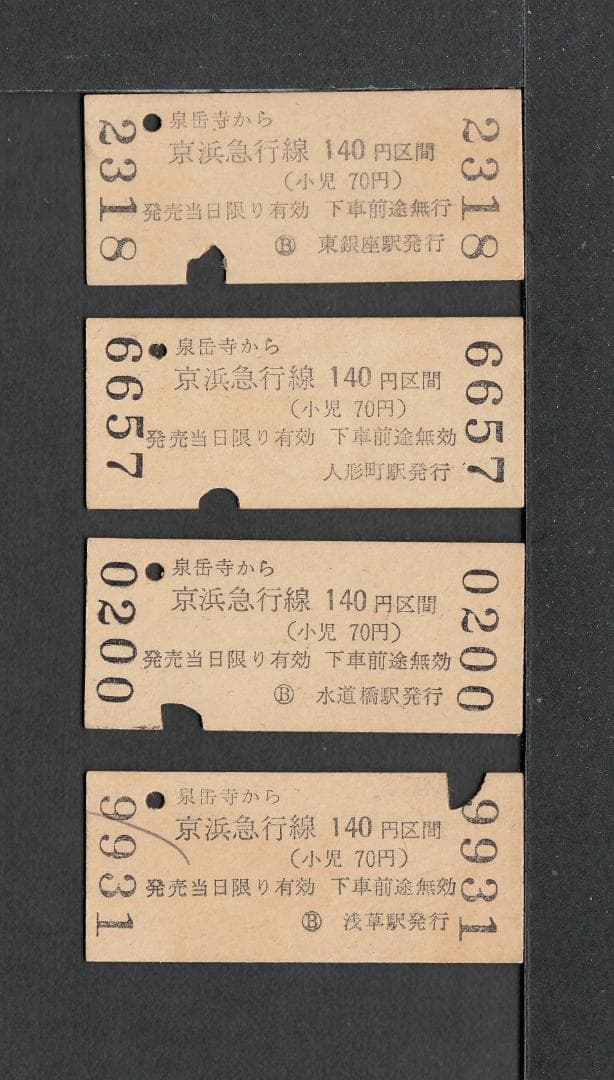 2318
泉岳寺から
京浜急行線 140円区間
(小児 70円)
発売当日限り有効 下車前途無行
Ⓑ 東銀座駅発行
2318
6657
泉岳寺から
京浜急行線 140円区間
(小児 70円)
発売当日限り有効 下車前途無効
人形町駅発行
6657
0200
泉岳寺から
京浜急行線 140円区間
(小児 70円)
発売当日限り有効 下車前途無効
Ⓑ 水道橋駅発行
0200
9931
泉岳寺から
京浜急行線 140円区間
(小児 70円)
発売当日限り有効 下車前途無効
Ⓑ 浅草駅発行
9931